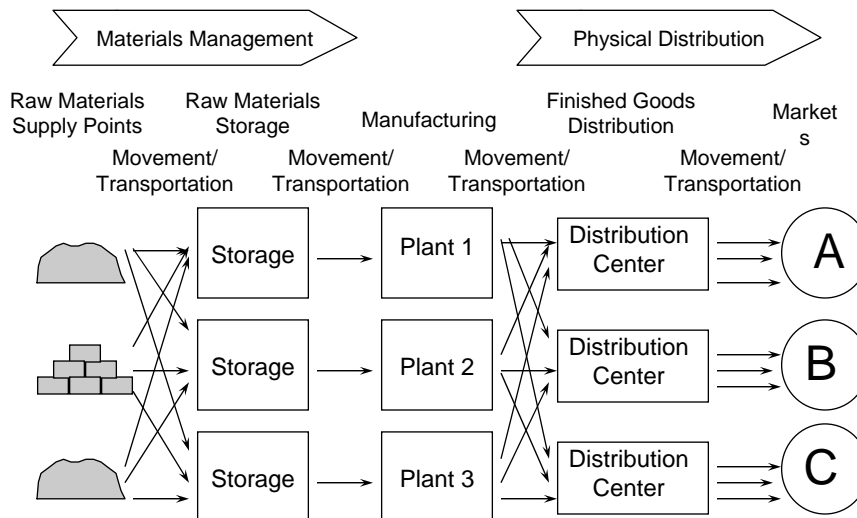 Materials Management
Physical Distribution
Raw Materials
Supply Points
Raw Materials
Storage
Manufacturing
Finished Goods
Distribution
Market
s
Movement/
Transportation
Movement/
Transportation
Movement/
Transportation
Movement/
Transportation
Storage
Plant 1
Distribution
Center
A
Storage
Plant 2
Distribution
Center
B
Storage
Plant 3
Distribution
Center
C